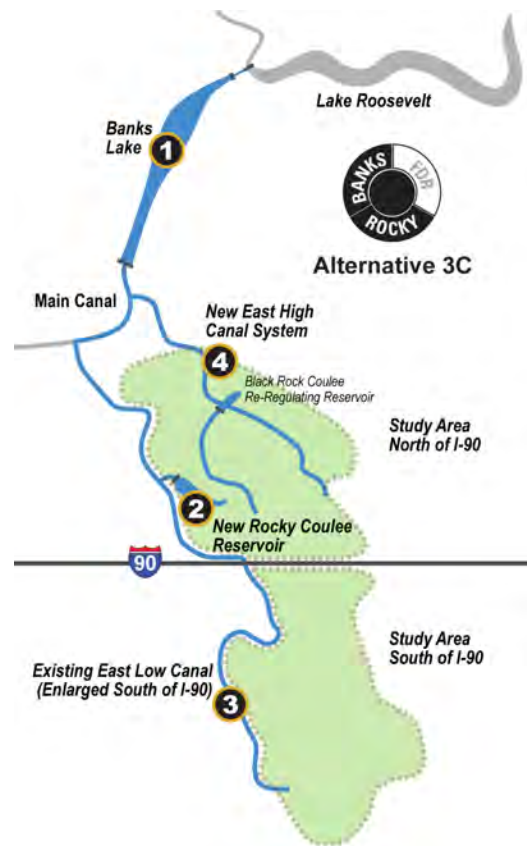 Lake Roosevelt
Banks
Lake
1
BANKS
FDR
ROCKY
Alternative 3C
Main Canal
New East High
Canal System
4
Black Rock Coulee
Re-Regulating Reservoir
Study Area
North of I-90
2
New Rocky Coulee
Reservoir
90
Study Area
South of I-90
Existing East Low Canal
(Enlarged South of I-90)
3